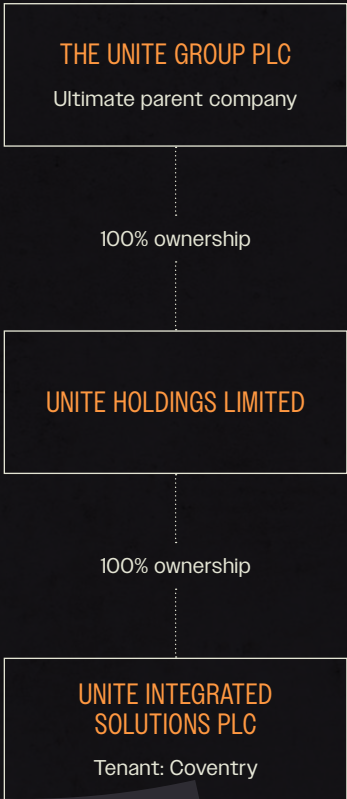 THE UNITE GROUP PLC
Ultimate parent company
100% ownership
UNITE HOLDINGS LIMITED
100% ownership
UNITE INTEGRATED
SOLUTIONS PLC
Tenant: Coventry